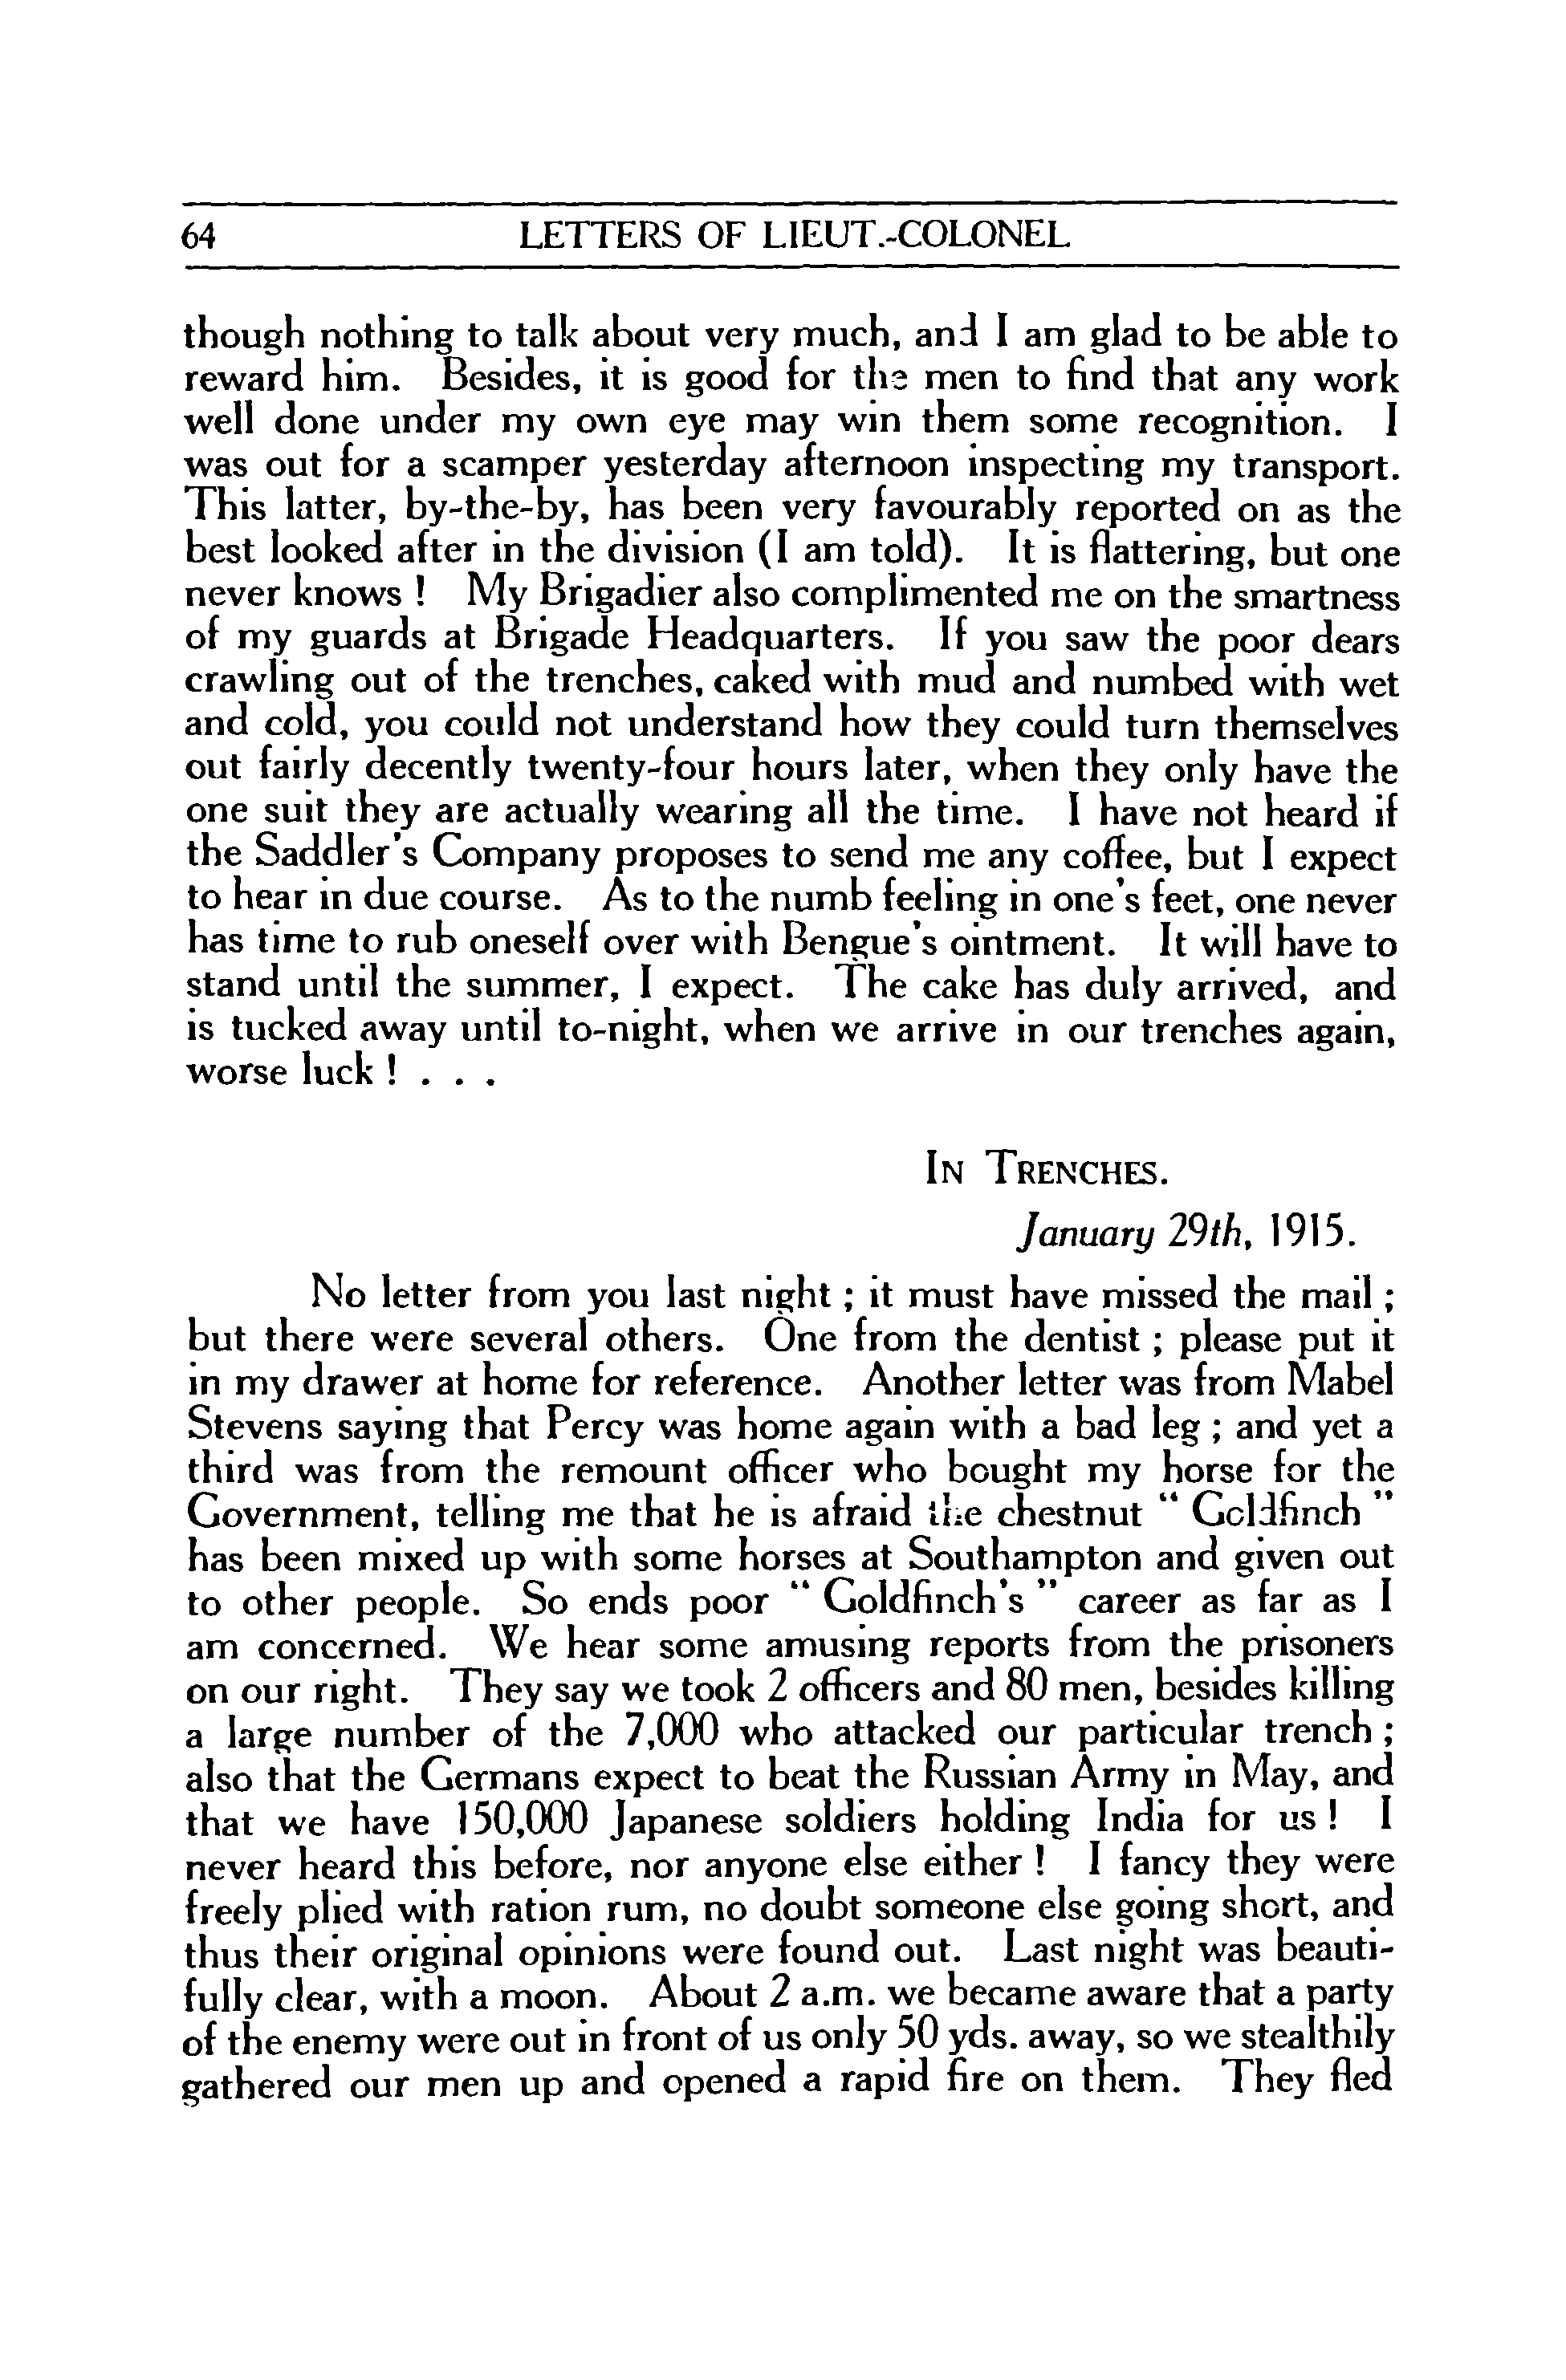 64 LETTERS OF LIEUT.-COLONEL
though nothing to talk about very much, and I am glad to be able to
reward him. Besides, it is good for the men to find that any work
well done under my own eye may win them some recognition. I
was out for a scamper yesterday afternoon inspecting my transport.
This latter, by-the-by, has been very favourably reported on as the
best looked after in the division (I am told). It is flattering, but one
never knows ! My Brigadier also complimented me on the smartness
of my guards at Brigade Headquarters. If you saw the poor dears
crawling out of the trenches, caked with mud and numbed with wet
and cold, you could not understand how they could turn themselves
out fairly decently twenty-four hours later, when they only have the
one suit they are actually wearing all the time. I have not heard if
the Saddler's Company proposes to send me any coffee, but I expect
to hear in due course. As to the numb feeling in one's feet, one never
has time to rub oneself over with Bengue's ointment. It will have to
stand until the summer, I expect. The cake has duly arrived, and
is tucked away until to-night, when we arrive in our trenches again,
worse luck ! . . .
IN TRENCHES.
January 29th, 1915.
No letter from you last night ; it must have missed the mail ;
but there were several others. One from the dentist ; please put it
in my drawer at home for reference. Another letter was from Mabel
Stevens saying that Percy was home again with a bad leg ; and yet a
third was from the remount officer who bought my horse for the
Government, telling me that he is afraid the chestnut “ Goldfinch ”
has been mixed up with some horses at Southampton and given out
to other people. So ends poor “ Goldfinch's ” career as far as I
am concerned. We hear some amusing reports from the prisoners
on our right. They say we took 2 officers and 80 men, besides killing
a large number of the 7,000 who attacked our particular trench ;
also that the Germans expect to beat the Russian Army in May, and
that we have 150,000 Japanese soldiers holding India for us ! I
never heard this before, nor anyone else either ! I fancy they were
freely plied with ration rum, no doubt someone else going short, and
thus their original opinions were found out. Last night was beauti-
fully clear, with a moon. About 2 a.m. we became aware that a party
of the enemy were out in front of us only 50 yds. away, so we stealthily
gathered our men up and opened a rapid fire on them. They fled